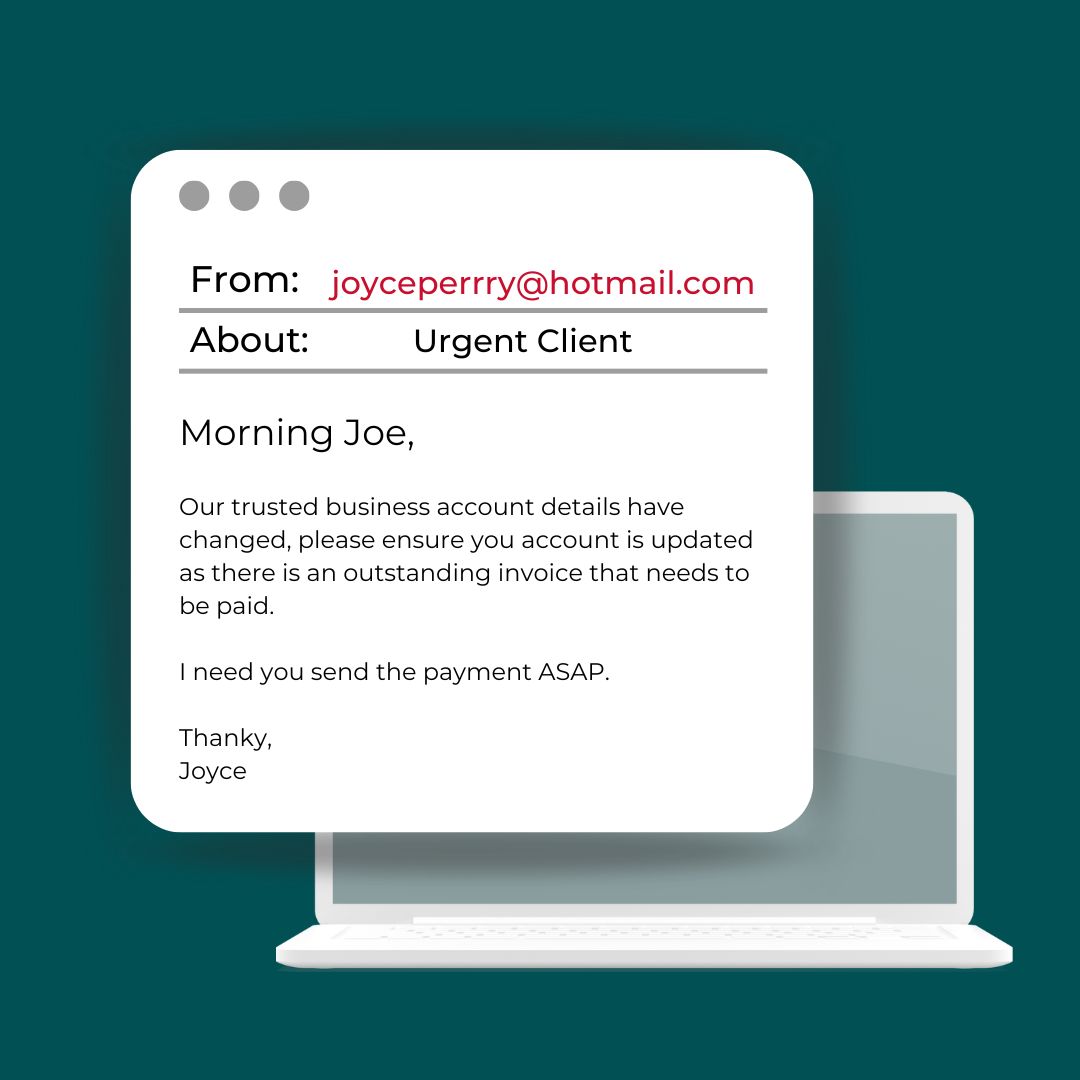 From: joyceperrry@hotmail.com
About: Urgent Client
Morning Joe,
Our trusted business account details have
changed, please ensure you account is updated
as there is an outstanding invoice that needs to
be paid.
I need you send the payment ASAP.
Thanky,
Joyce